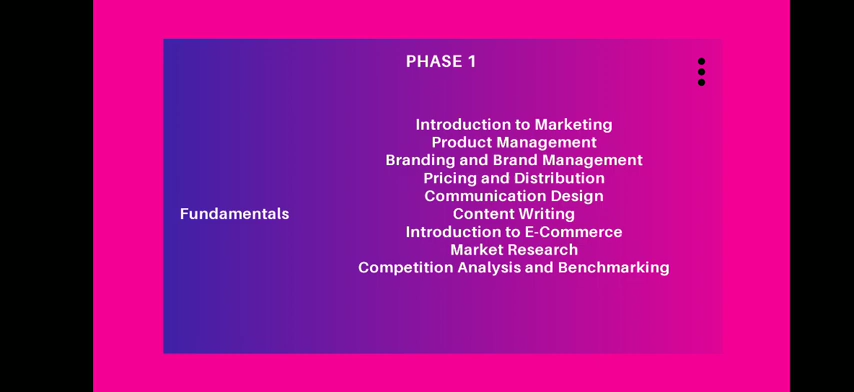 PHASE 1
Introduction to Marketing
Product Management
Branding and Brand Management
Pricing and Distribution
Communication Design
Fundamentals
Content Writing
Introduction to E-Commerce
Market Research
Competition Analysis and Benchmarking